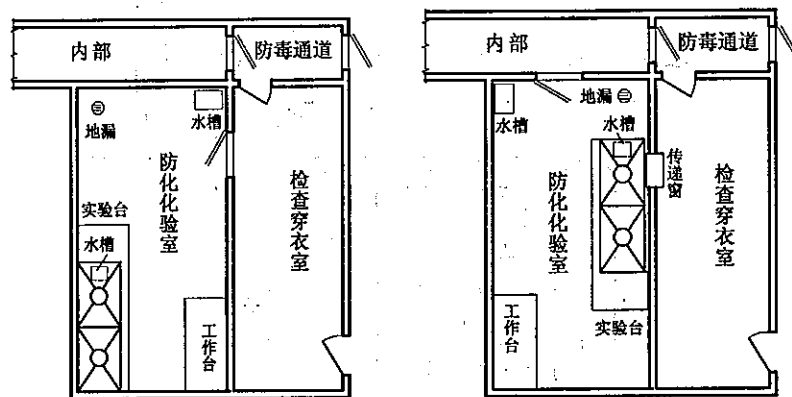 内部
防毒通道
地漏
水槽
防化化验室
检查穿衣室
实验台
水槽
工作台
内部
防毒通道
地漏
水槽
水槽
传递窗
防化化验室
检查穿衣室
工作台
实验台